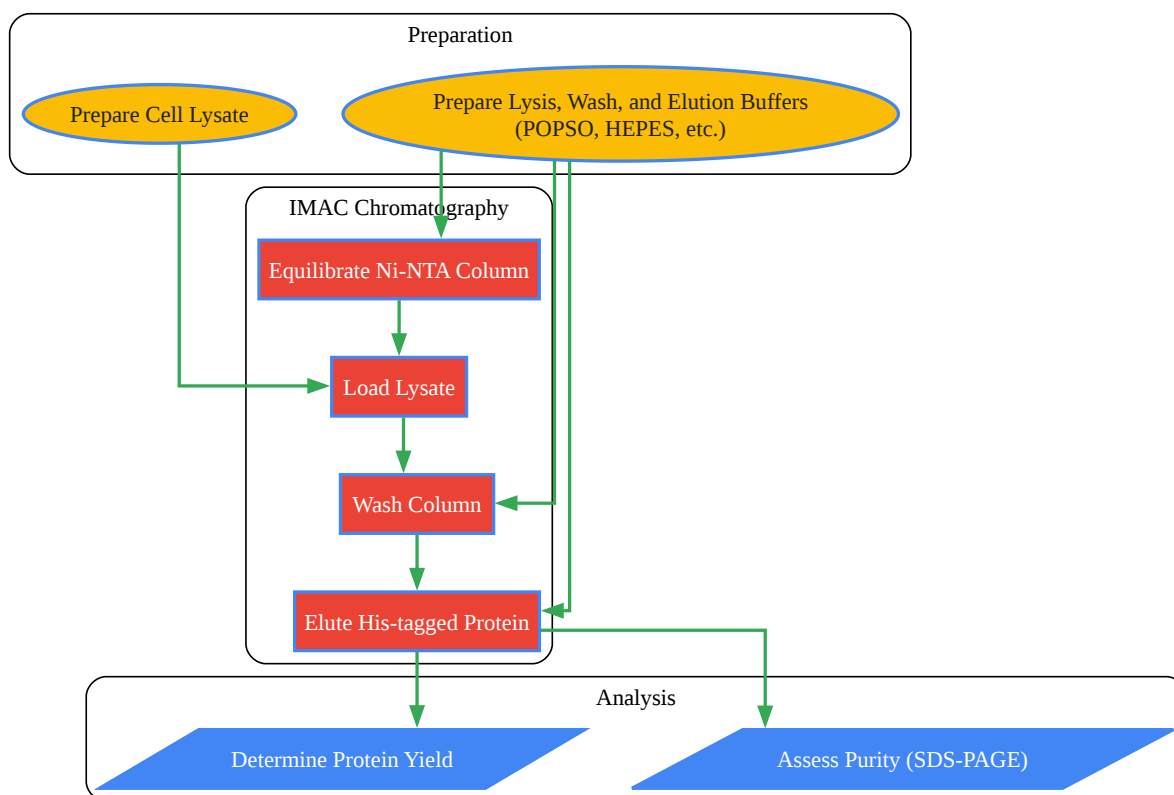 Preparation
Prepare Cell Lysate
Prepare Lysis, Wash, and Elution Buffers
(POPSO, HEPES, etc.)
IMAC Chromatography
Equilibrate Ni-NTA Column
Load Lysate
Wash Column
Elute His-tagged Protein
Analysis
Determine Protein Yield
Assess Purity (SDS-PAGE)